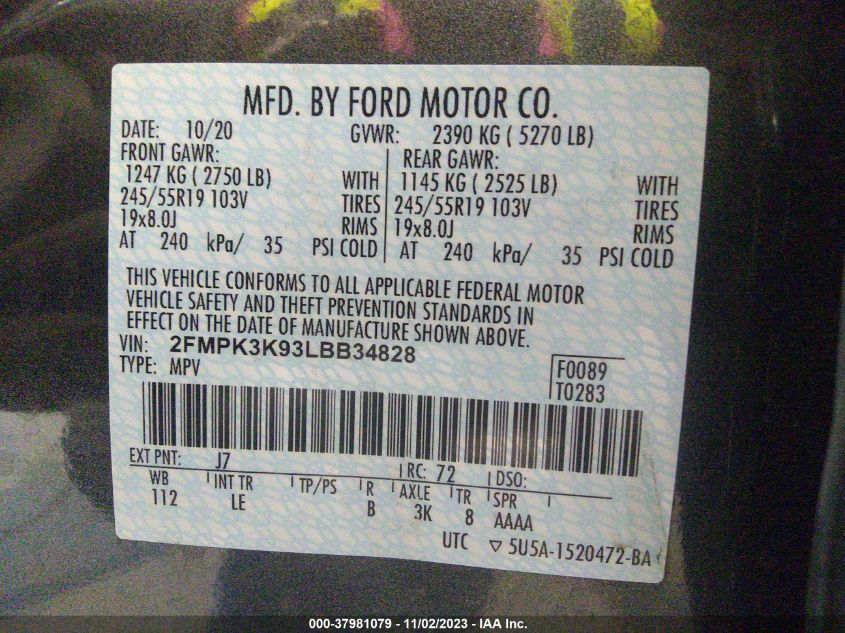 MFD. BY FORD MOTOR CO.
DATE: 10/20 GVWR: 2390 KG ( 5270 LB)
FRONT GAWR: REAR GAWR:
1247 KG ( 2750 LB) WITH 1145 KG ( 2525 LB) WITH
245/55R19 103V TIRES 245/55R19 103V TIRES
19x8.0J RIMS 19x8.0J RIMS
AT 240 kPa/ 35 PSI COLD AT 240 kPa/ 35 PSI COLD
THIS VEHICLE CONFORMS TO ALL APPLICABLE FEDERAL MOTOR
VEHICLE SAFETY AND THEFT PREVENTION STANDARDS IN
EFFECT ON THE DATE OF MANUFACTURE SHOWN ABOVE.
VIN: 2FMPK3K93LBB34828
TYPE: MPV F0089
T0283
EXT PNT: J7 RC: 72 DSO:
WB INT TR TP/PS R AXLE TR SPR
112 LE B 3K 8 AAAA
UTC ▽ 5U5A-1520472-BA
000-37981079 - 11/02/2023 - IAA Inc.